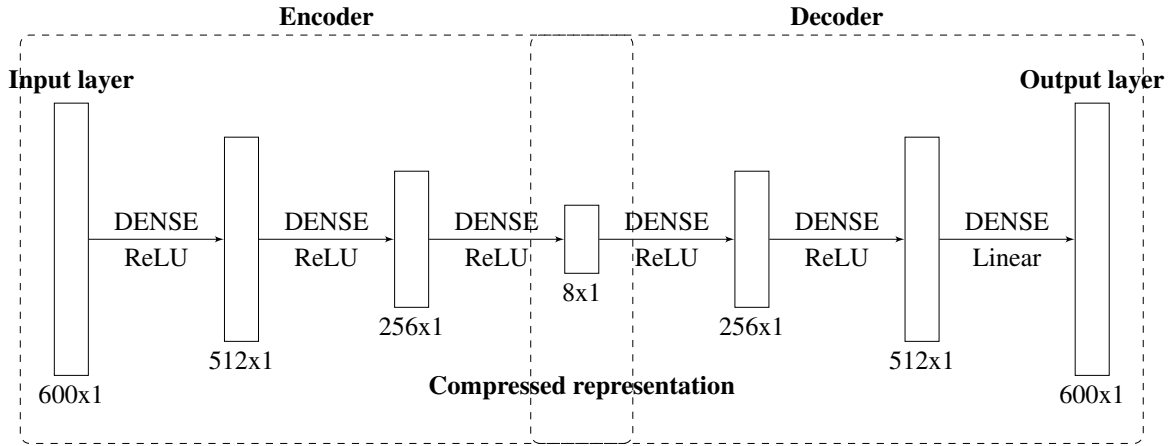 Encoder
Decoder
Input layer
Output layer
DENSE
ReLU
DENSE
ReLU
DENSE
ReLU
DENSE
ReLU
DENSE
ReLU
DENSE
Linear
600x1
512x1
256x1
8x1
256x1
512x1
600x1
Compressed representation